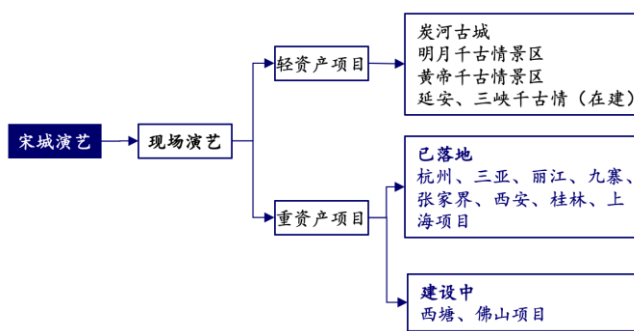 宋城演艺
现场演艺
轻资产项目
炭河古城
明月千古情景区
黄帝千古情景区
延安、三峡千古情（在建）
重资产项目
已落地
杭州、三亚、丽江、九寨、
张家界、西安、桂林、上
海项目
建设中
西塘、佛山项目